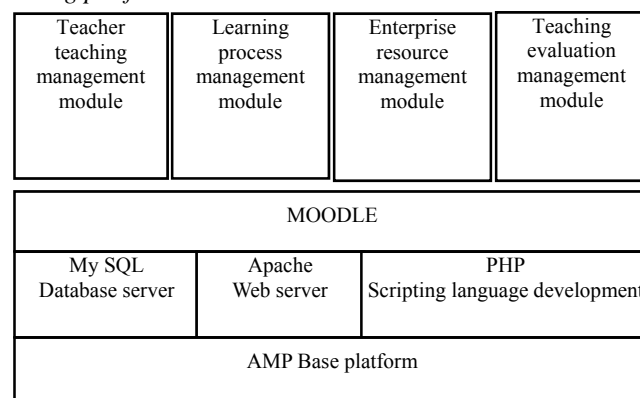 Teacher
teaching
management
module
Learning
process
management
module
Enterprise
resource
management
module
Teaching
evaluation
management
module
MOODLE
My SQL
Database server
Apache
Web server
PHP
Scripting language development
AMP Base platform